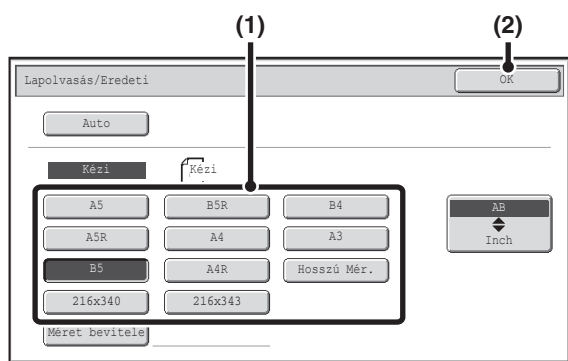 (1) (2)
Lapolvasás/Eredeti OK
Auto
Kézi Kézi
A5 B5R B4 AB
A5R A4 A3 Inch
B5 A4R Hosszú Mér.
216x340 216x343
Méret bevitele